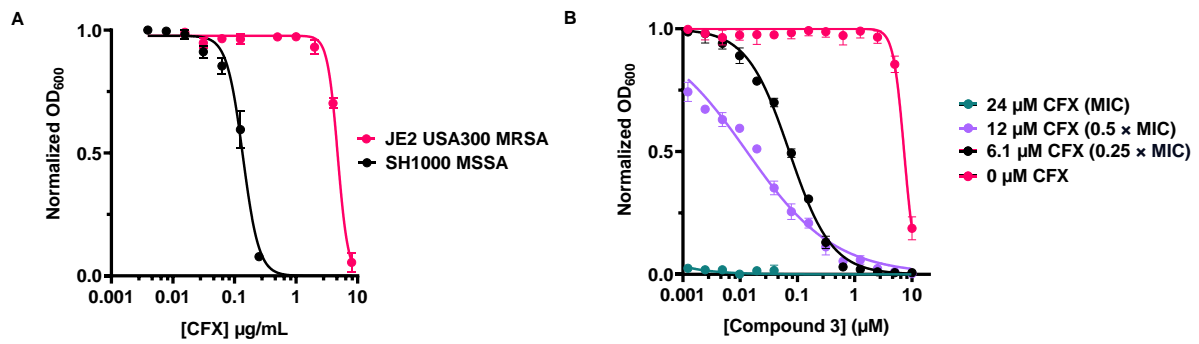 A
Normalized OD600
1.0
0.5
0.0
0.001
0.01
0.1
1
10
100
[CFX] µg/mL
JE2 USA300 MRSA
SH1000 MSSA
B
Normalized OD600
1.0
0.5
0.0
0.001
0.01
0.1
1
10
[Compound 3] (µM)
24 µM CFX (MIC)
12 µM CFX (0.5 × MIC)
6.1 µM CFX (0.25 × MIC)
0 µM CFX